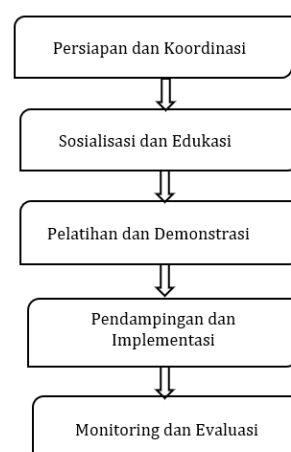 Persiapan dan Koordinasi
Sosialisasi dan Edukasi
Pelatihan dan Demonstrasi
Pendampingan dan
Implementasi
Monitoring dan Evaluasi